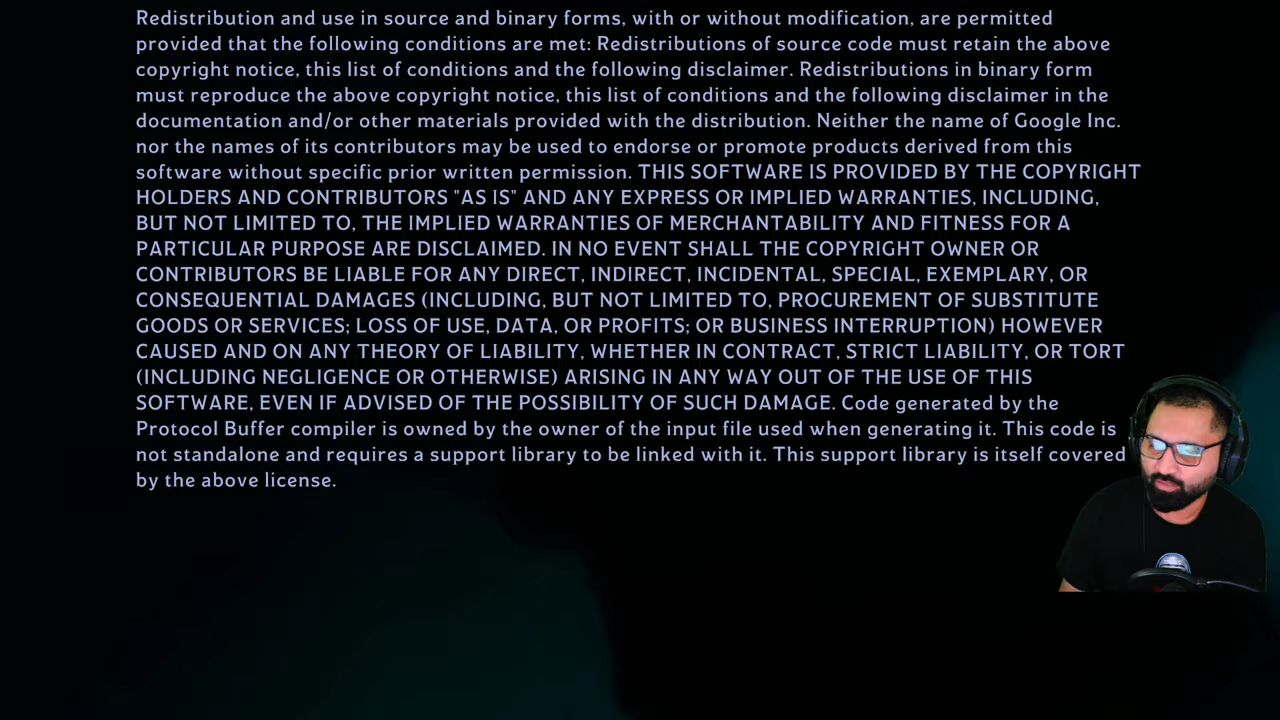 Redistribution and use in source and binary forms, with or without modification, are permitted
provided that the following conditions are met: Redistributions of source code must retain the above
copyright notice, this list of conditions and the following disclaimer. Redistributions in binary form
must reproduce the above copyright notice, this list of conditions and the following disclaimer in the
documentation and/or other materials provided with the distribution. Neither the name of Google Inc.
nor the names of its contributors may be used to endorse or promote products derived from this
software without specific prior written permission. THIS SOFTWARE IS PROVIDED BY THE COPYRIGHT
HOLDERS AND CONTRIBUTORS "AS IS" AND ANY EXPRESS OR IMPLIED WARRANTIES, INCLUDING,
BUT NOT LIMITED TO, THE IMPLIED WARRANTIES OF MERCHANTABILITY AND FITNESS FOR A
PARTICULAR PURPOSE ARE DISCLAIMED. IN NO EVENT SHALL THE COPYRIGHT OWNER OR
CONTRIBUTORS BE LIABLE FOR ANY DIRECT, INDIRECT, INCIDENTAL, SPECIAL, EXEMPLARY, OR
CONSEQUENTIAL DAMAGES (INCLUDING, BUT NOT LIMITED TO, PROCUREMENT OF SUBSTITUTE
GOODS OR SERVICES; LOSS OF USE, DATA, OR PROFITS; OR BUSINESS INTERRUPTION) HOWEVER
CAUSED AND ON ANY THEORY OF LIABILITY, WHETHER IN CONTRACT, STRICT LIABILITY, OR TORT
(INCLUDING NEGLIGENCE OR OTHERWISE) ARISING IN ANY WAY OUT OF THE USE OF THIS
SOFTWARE, EVEN IF ADVISED OF THE POSSIBILITY OF SUCH DAMAGE. Code generated by the
Protocol Buffer compiler is owned by the owner of the input file used when generating it. This code is
not standalone and requires a support library to be linked with it. This support library is itself covered
by the above license.